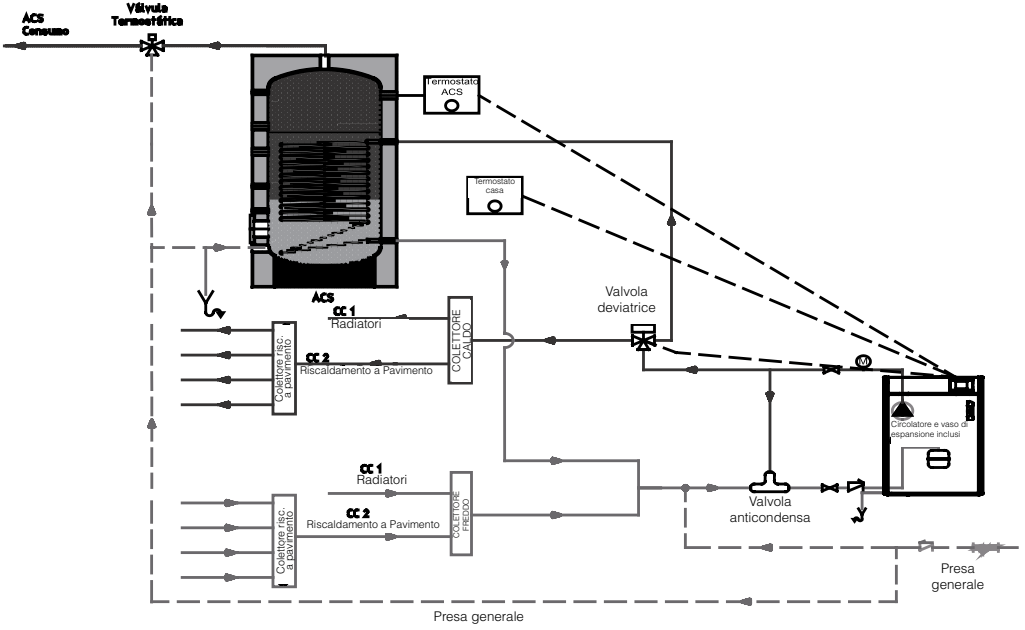 ACS
Consumo
Válvula
Termostática
Termostato
ACS
Termostato
casa
ACS
Valvola
deviatrice
CC 1
Radiatori
COLETTORE
CALDO
CC 2
Riscaldamento a Pavimento
Colettore risc.
a pavimento
M
Circolatore e vaso di
espansione inclusi
CC 1
Radiatori
COLETTORE
FREDDO
CC 2
Riscaldamento a Pavimento
Colettore risc.
a pavimento
Valvola
anticondensa
Presa
generale
Presa generale